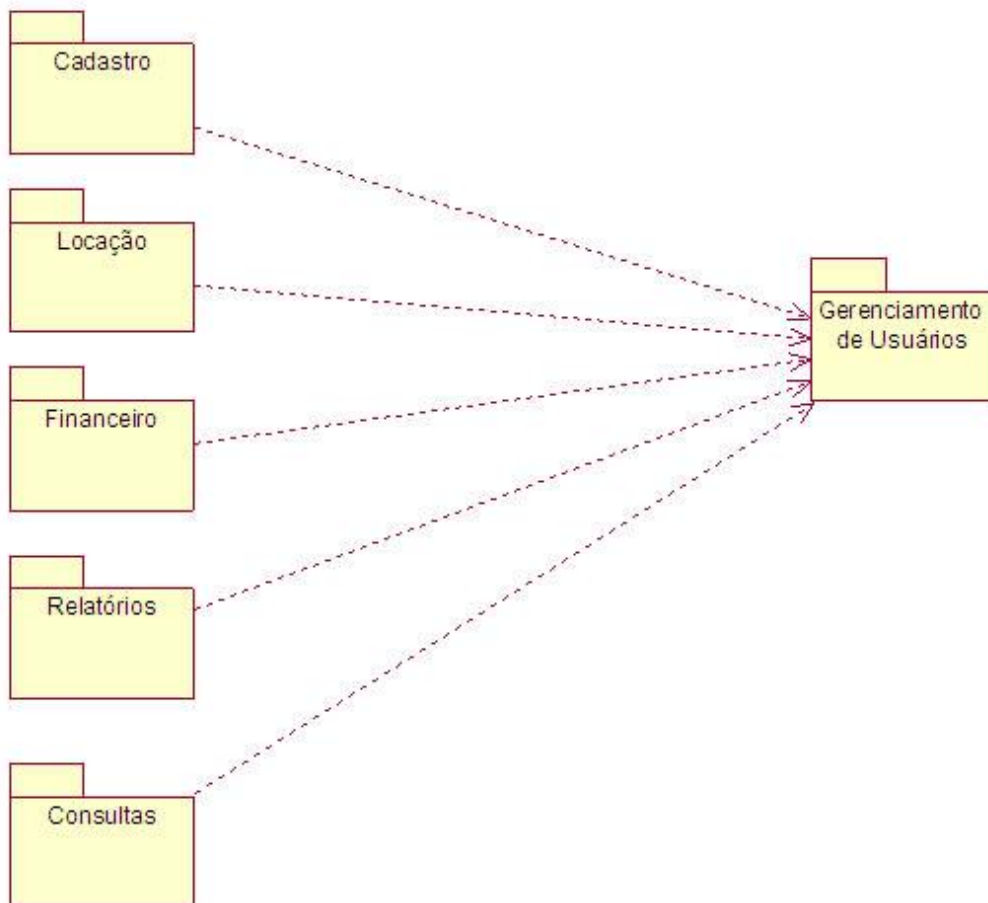 Cadastro
Locação
Financeiro
Relatórios
Consultas
Gerenciamento
de Usuários